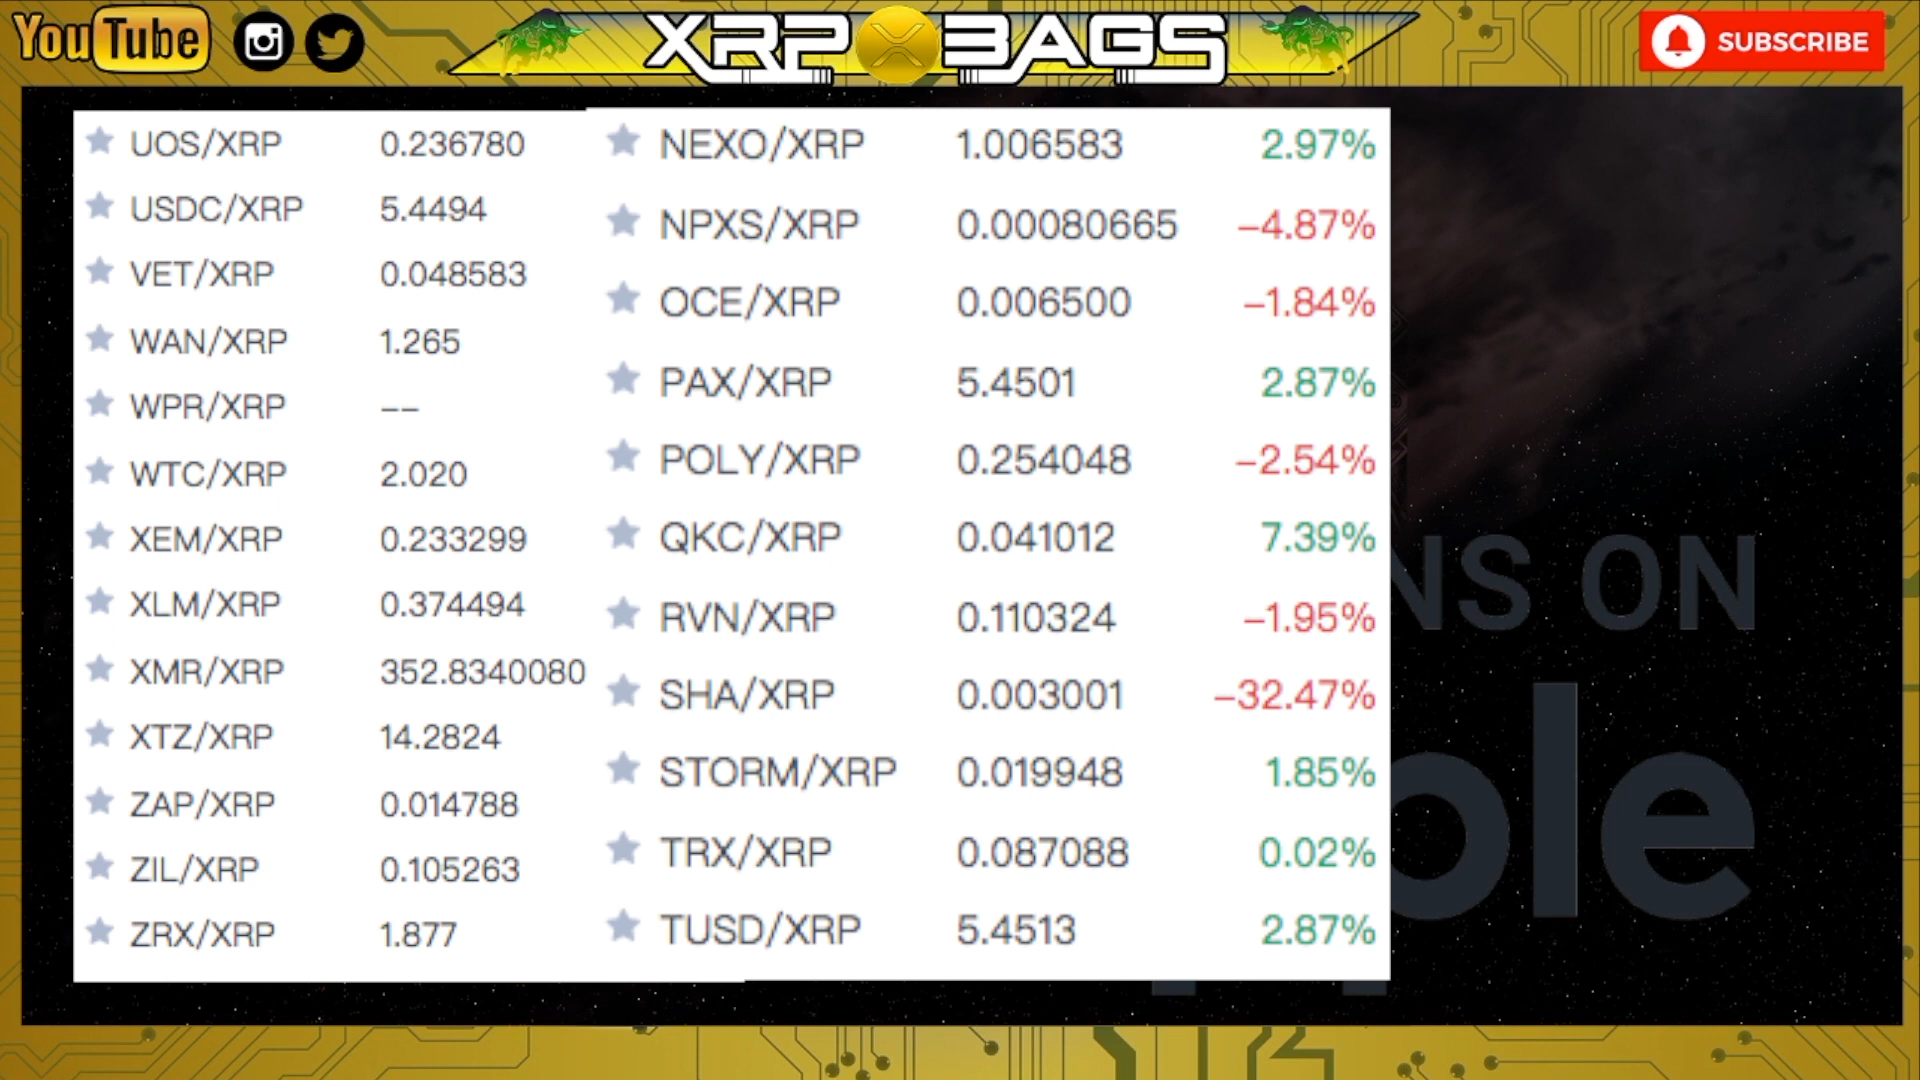 YouTube
XRP BAGS
SUBSCRIBE
UOS/XRP 0.236780
USDC/XRP 5.4494
VET/XRP 0.048583
WAN/XRP 1.265
WPR/XRP --
WTC/XRP 2.020
XEM/XRP 0.233299
XLM/XRP 0.374494
XMR/XRP 352.8340080
XTZ/XRP 14.2824
ZAP/XRP 0.014788
ZIL/XRP 0.105263
ZRX/XRP 1.877
NEXO/XRP 1.006583 2.97%
NPXS/XRP 0.00080665 -4.87%
OCE/XRP 0.006500 -1.84%
PAX/XRP 5.4501 2.87%
POLY/XRP 0.254048 -2.54%
QKC/XRP 0.041012 7.39%
RVN/XRP 0.110324 -1.95%
SHA/XRP 0.003001 -32.47%
STORM/XRP 0.019948 1.85%
TRX/XRP 0.087088 0.02%
TUSD/XRP 5.4513 2.87%
NS ON
ple